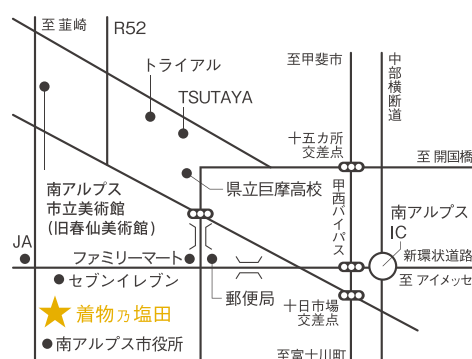 至 韮崎
R52
トライアル
TSUTAYA
至甲斐市
中部横断道
十五カ所
交差点
至 開国橋
南アルプス
市立美術館
(旧春仙美術館)
県立巨摩高校
甲西バイパス
南アルプス
IC
JA
ファミリーマート
新環状道路
セブンイレブン
郵便局
至 アイメッセ
着物乃塩田
十日市場
交差点
南アルプス市役所
至富士川町